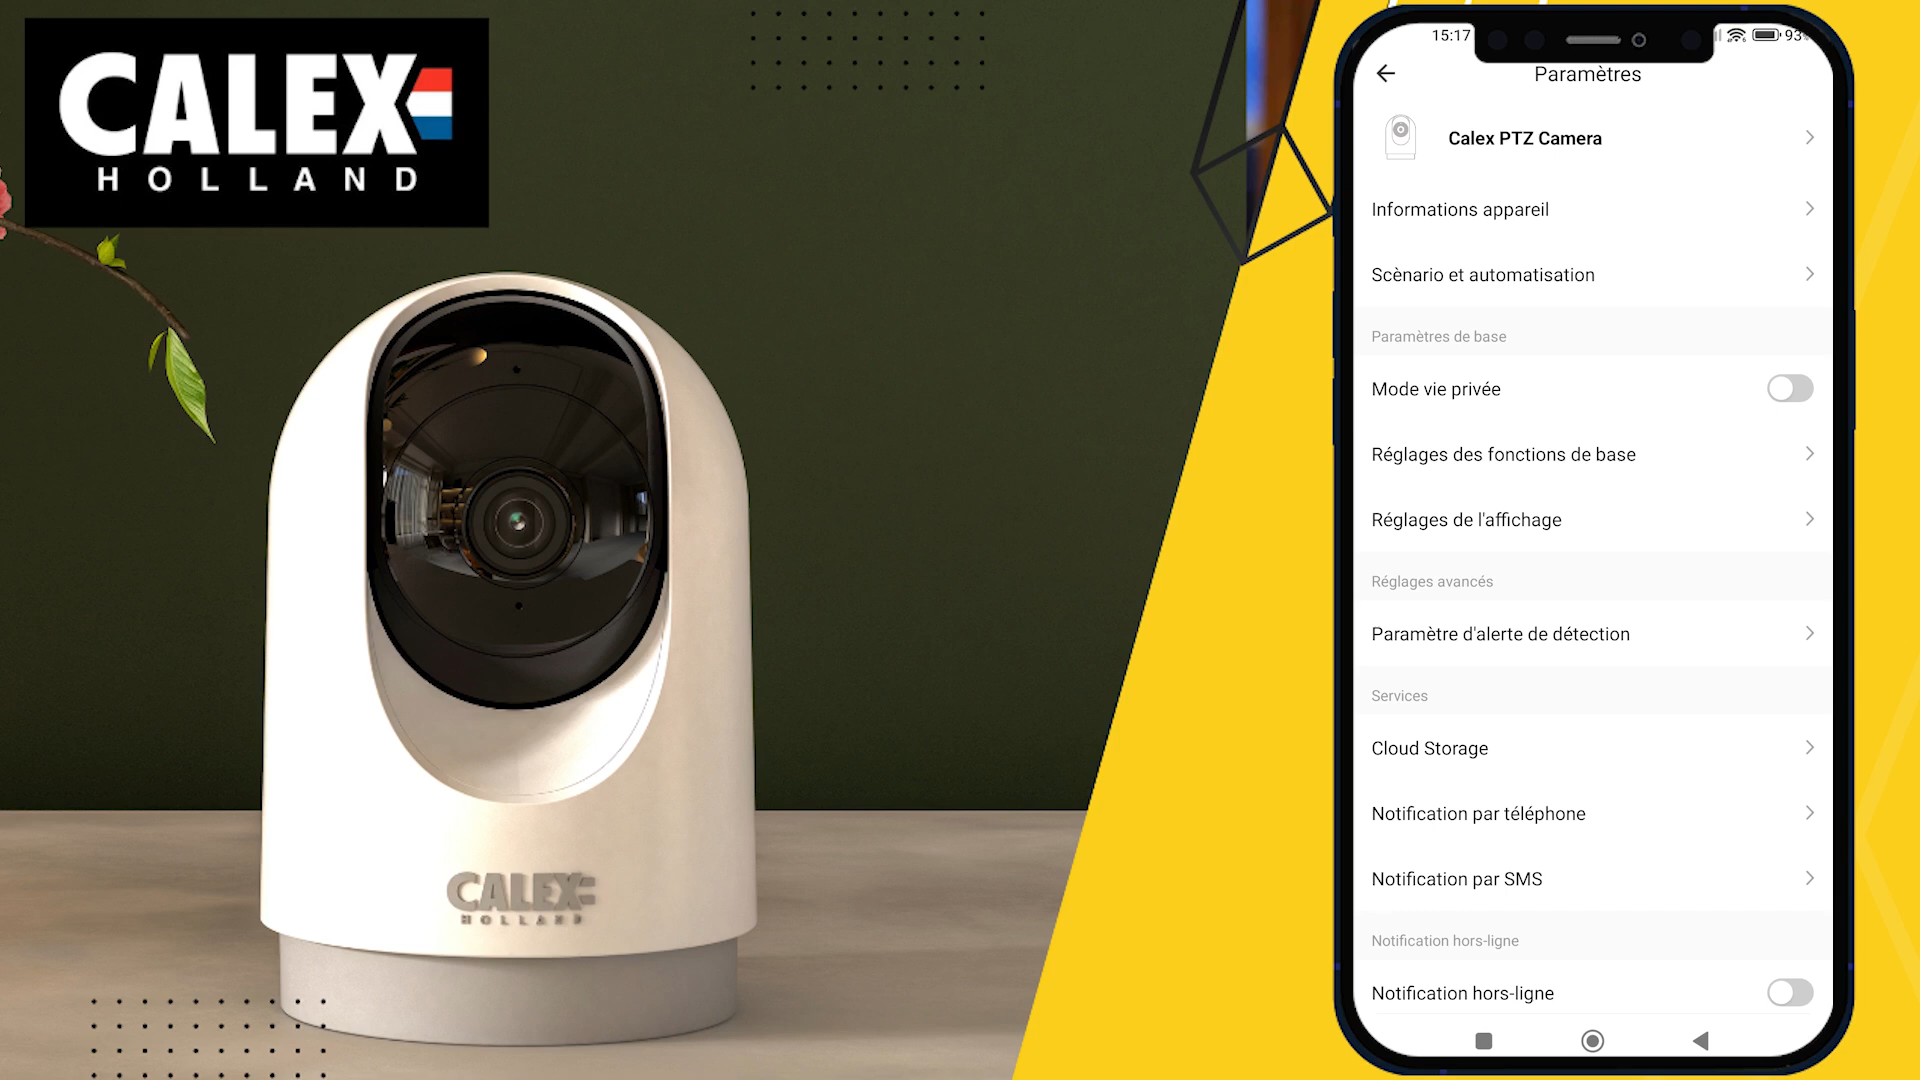 CALEX
HOLLAND
CALEX
HOLLAND
15:17
93%
Paramètres
Calex PTZ Camera
Informations appareil
Scènario et automatisation
Paramètres de base
Mode vie privée
Réglages des fonctions de base
Réglages de l'affichage
Réglages avancés
Paramètre d'alerte de détection
Services
Cloud Storage
Notification par téléphone
Notification par SMS
Notification hors-ligne
Notification hors-ligne